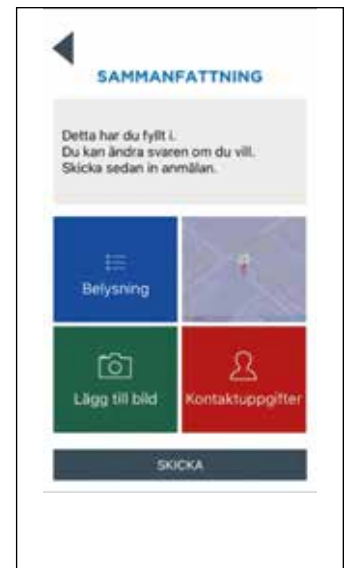 SAMMANFATTNING
Detta har du fyllt i.
Du kan ändra svaren om du vill.
Skicka sedan in anmälan.
Belysning
Lägg till bild
Kontaktuppgifter
SKICKA